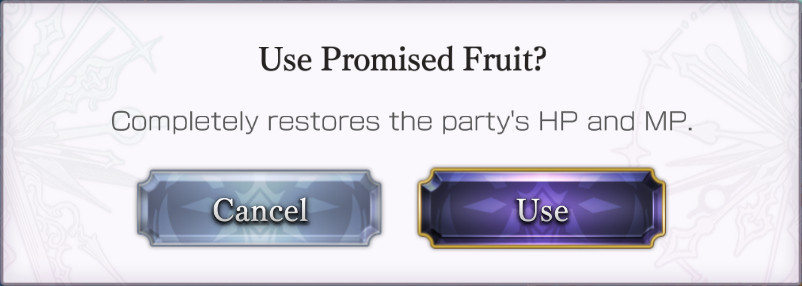 Use Promised Fruit?
Completely restores the party's HP and MP.
Cancel
Use